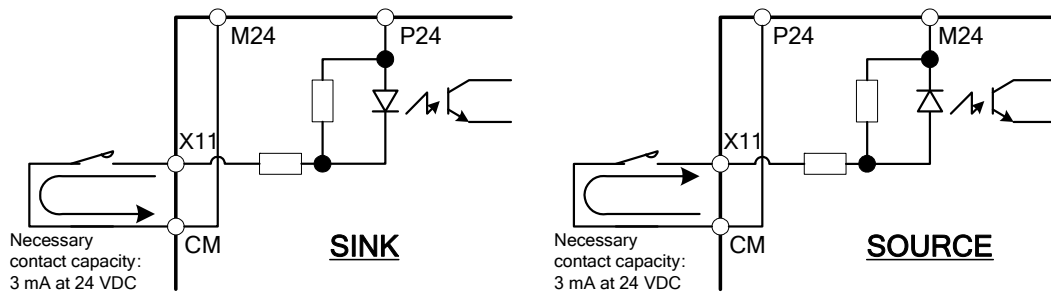 M24
P24
X11
CM
SINK
Necessary
contact capacity:
3 mA at 24 VDC
P24
M24
X11
CM
SOURCE
Necessary
contact capacity:
3 mA at 24 VDC